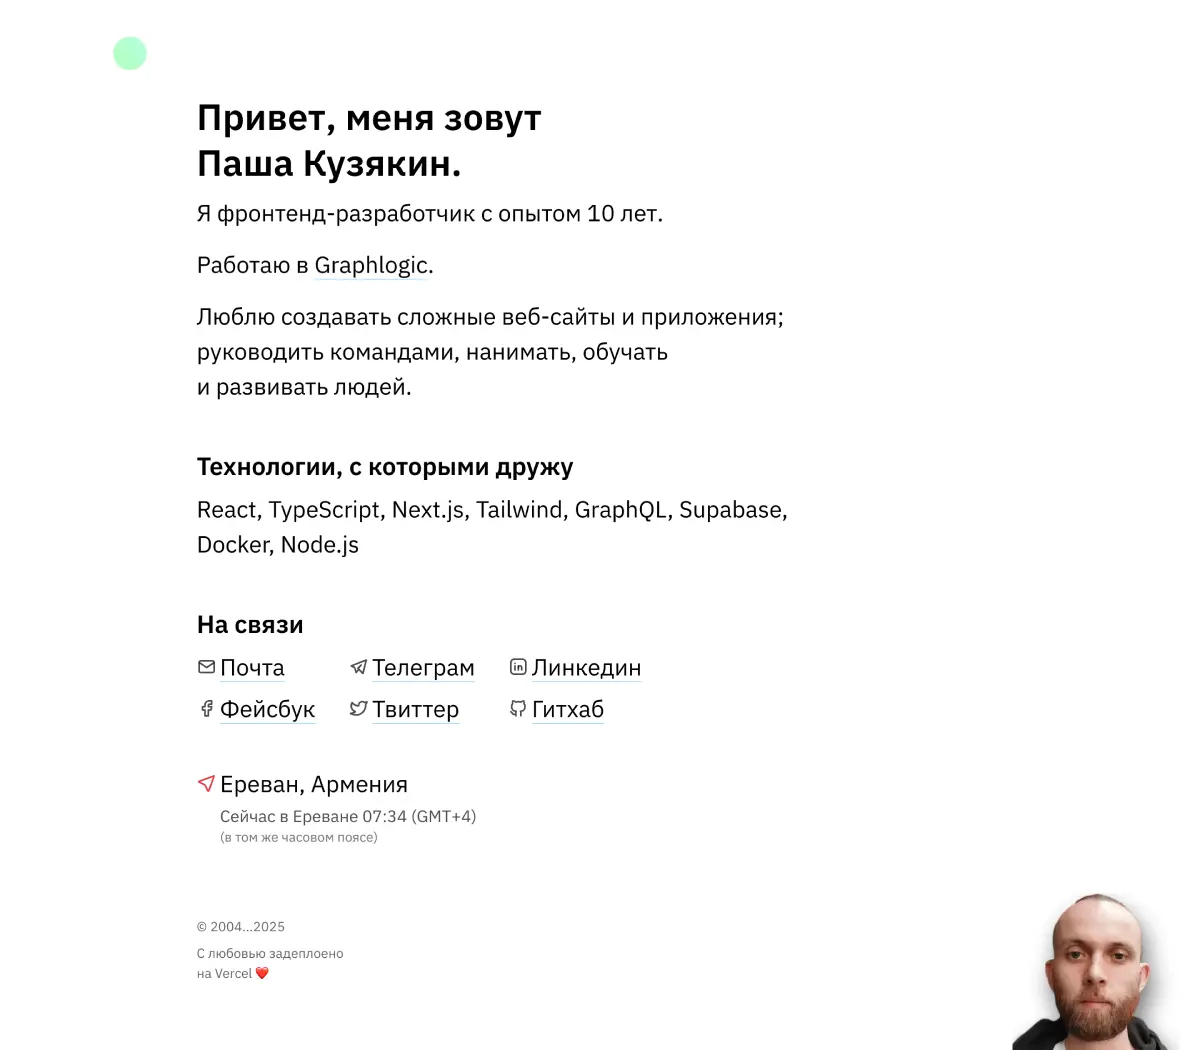 Привет, меня зовут
Паша Кузякин.
Я фронтенд-разработчик с опытом 10 лет.
Работаю в Graphlogic.
Люблю создавать сложные веб-сайты и приложения;
руководить командами, нанимать, обучать
и развивать людей.
Технологии, с которыми дружу
React, TypeScript, Next.js, Tailwind, GraphQL, Supabase,
Docker, Node.js
На связи
Почта Телеграм Линкедин
Фейсбук Твиттер Гитхаб
Ереван, Армения
Сейчас в Ереване 07:34 (GMT+4)
(в том же часовом поясе)
© 2004...2025
С любовью задеплоено
на Vercel ❤️